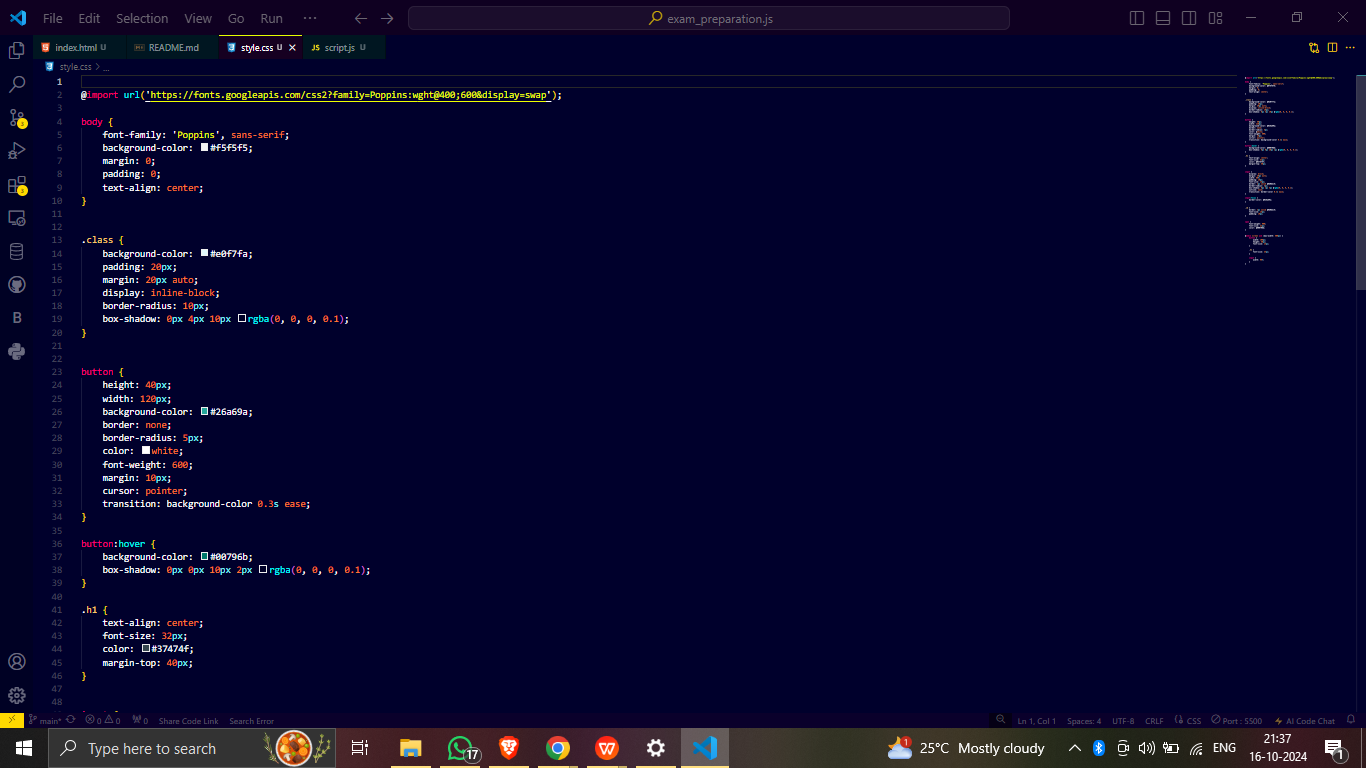 File Edit Selection View Go Run ··· exam_preparation.js
index.html U README.md style.css U × JS script.js U
style.css > ...
1
2 @import url('https://fonts.googleapis.com/css2?family=Poppins:wght@400;600&display=swap');
3
4 body {
5 font-family: 'Poppins', sans-serif;
6 background-color: #f5f5f5;
7 margin: 0;
8 padding: 0;
9 text-align: center;
10 }
11
12
13 .class {
14 background-color: #e0f7fa;
15 padding: 20px;
16 margin: 20px auto;
17 display: inline-block;
18 border-radius: 10px;
19 box-shadow: 0px 4px 10px rgba(0, 0, 0, 0.1);
20 }
21
22
23 button {
24 height: 40px;
25 width: 120px;
26 background-color: #26a69a;
27 border: none;
28 border-radius: 5px;
29 color: white;
30 font-weight: 600;
31 margin: 10px;
32 cursor: pointer;
33 transition: background-color 0.3s ease;
34 }
35
36 button:hover {
37 background-color: #00796b;
38 box-shadow: 0px 0px 10px 2px rgba(0, 0, 0, 0.1);
39 }
40
41 .h1 {
42 text-align: center;
43 font-size: 32px;
44 color: #37474f;
45 margin-top: 40px;
46 }
47
48
main* 0 0 0 Share Code Link Search Error Ln 1, Col 1 Spaces: 4 UTF-8 CRLF CSS Port : 5500 AI Code Chat
Type here to search 17 1 25°C Mostly cloudy ENG 21:37
16-10-2024 1